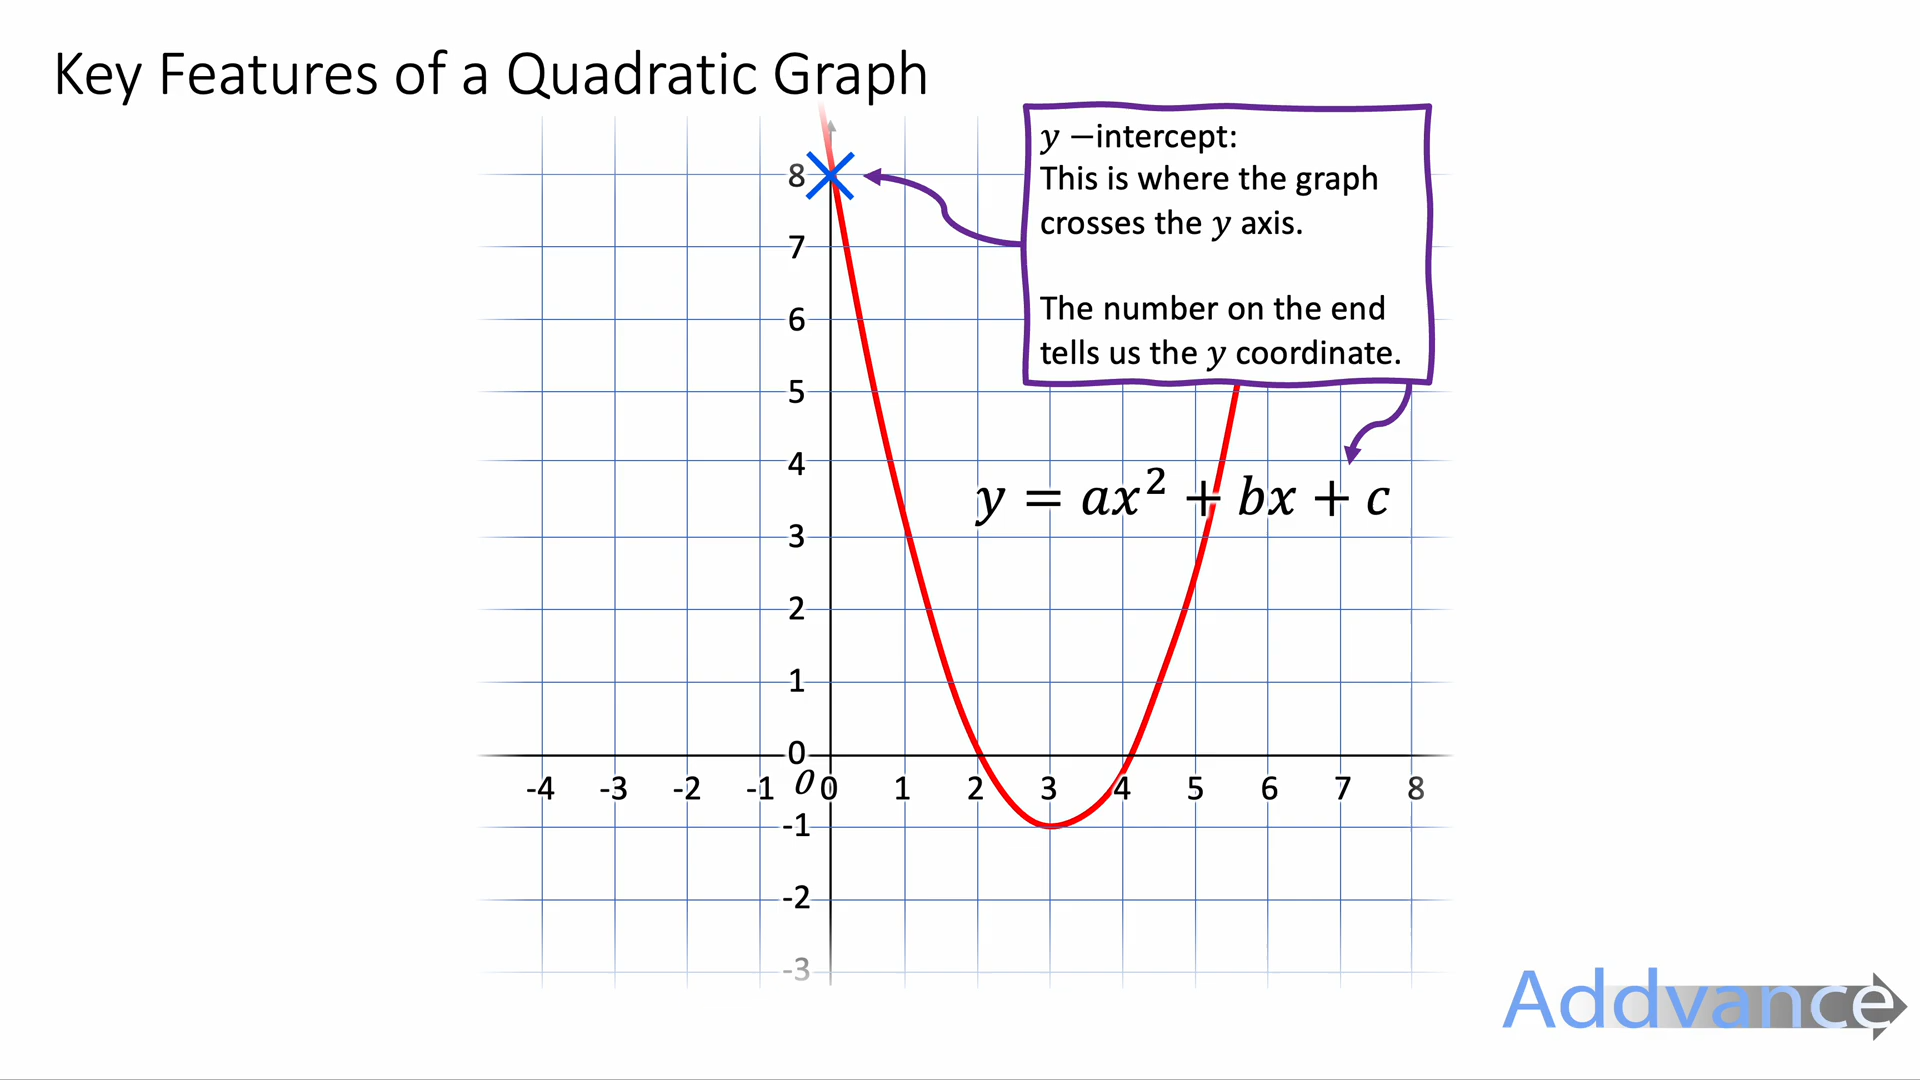 Key Features of a Quadratic Graph
y –intercept:
This is where the graph
crosses the y axis.
The number on the end
tells us the y coordinate.
y = ax² + bx + c
8
7
6
5
4
3
2
1
0
-1
-2
-3
-4 -3 -2 -1 O 0 1 2 3 4 5 6 7 8
Addvance